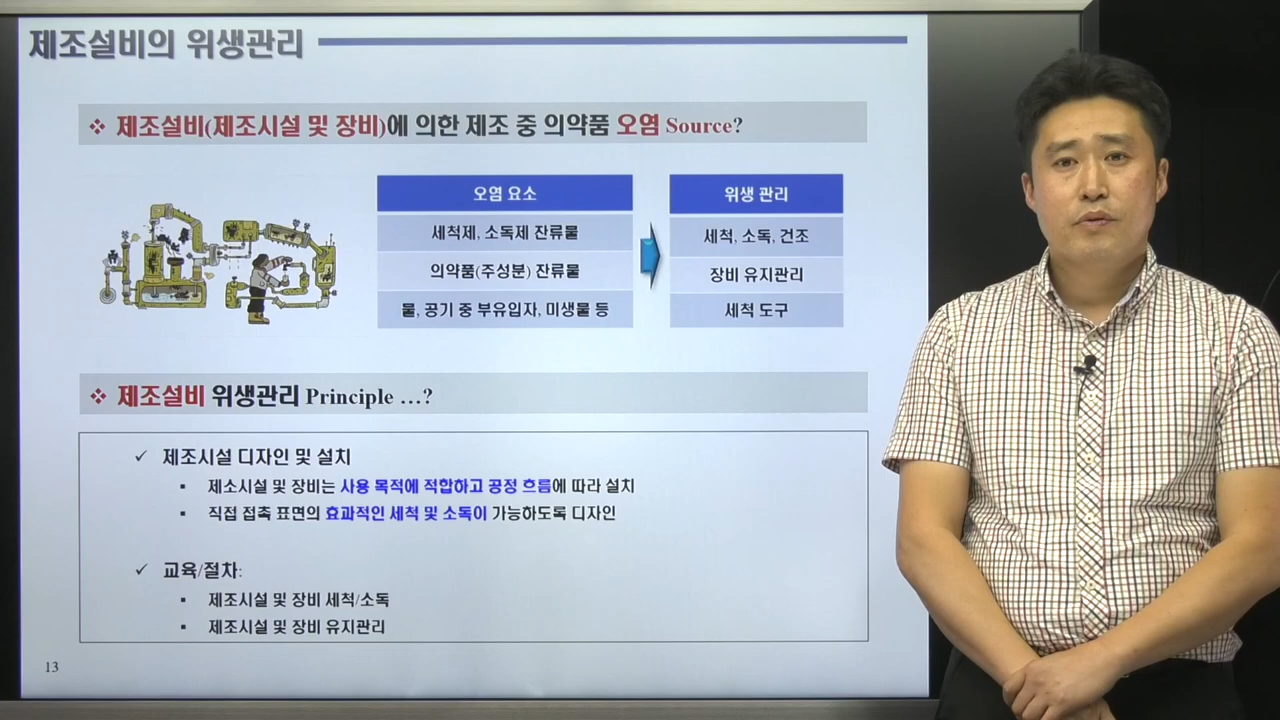 제조설비의 위생관리
❖ 제조설비(제조시설 및 장비)에 의한 제조 중 의약품 오염 Source?
오염 요소
세척제, 소독제 잔류물
의약품(주성분) 잔류물
물, 공기 중 부유입자, 미생물 등
위생 관리
세척, 소독, 건조
장비 유지관리
세척 도구
❖ 제조설비 위생관리 Principle …?
✓ 제조시설 디자인 및 설치
▪ 제소시설 및 장비는 사용 목적에 적합하고 공정 흐름에 따라 설치
▪ 직접 접촉 표면의 효과적인 세척 및 소독이 가능하도록 디자인
✓ 교육/절차:
▪ 제조시설 및 장비 세척/소독
▪ 제조시설 및 장비 유지관리
13